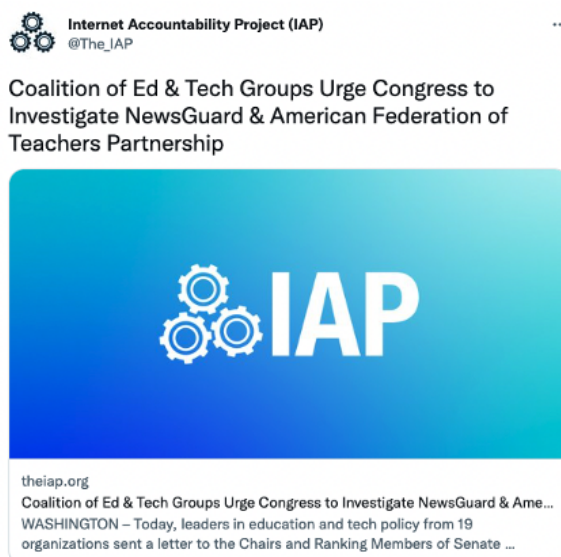 Internet Accountability Project (IAP)
@The_IAP
Coalition of Ed & Tech Groups Urge Congress to
Investigate NewsGuard & American Federation of
Teachers Partnership
IAP
theiap.org
Coalition of Ed & Tech Groups Urge Congress to Investigate NewsGuard & Ame...
WASHINGTON – Today, leaders in education and tech policy from 19
organizations sent a letter to the Chairs and Ranking Members of Senate ...